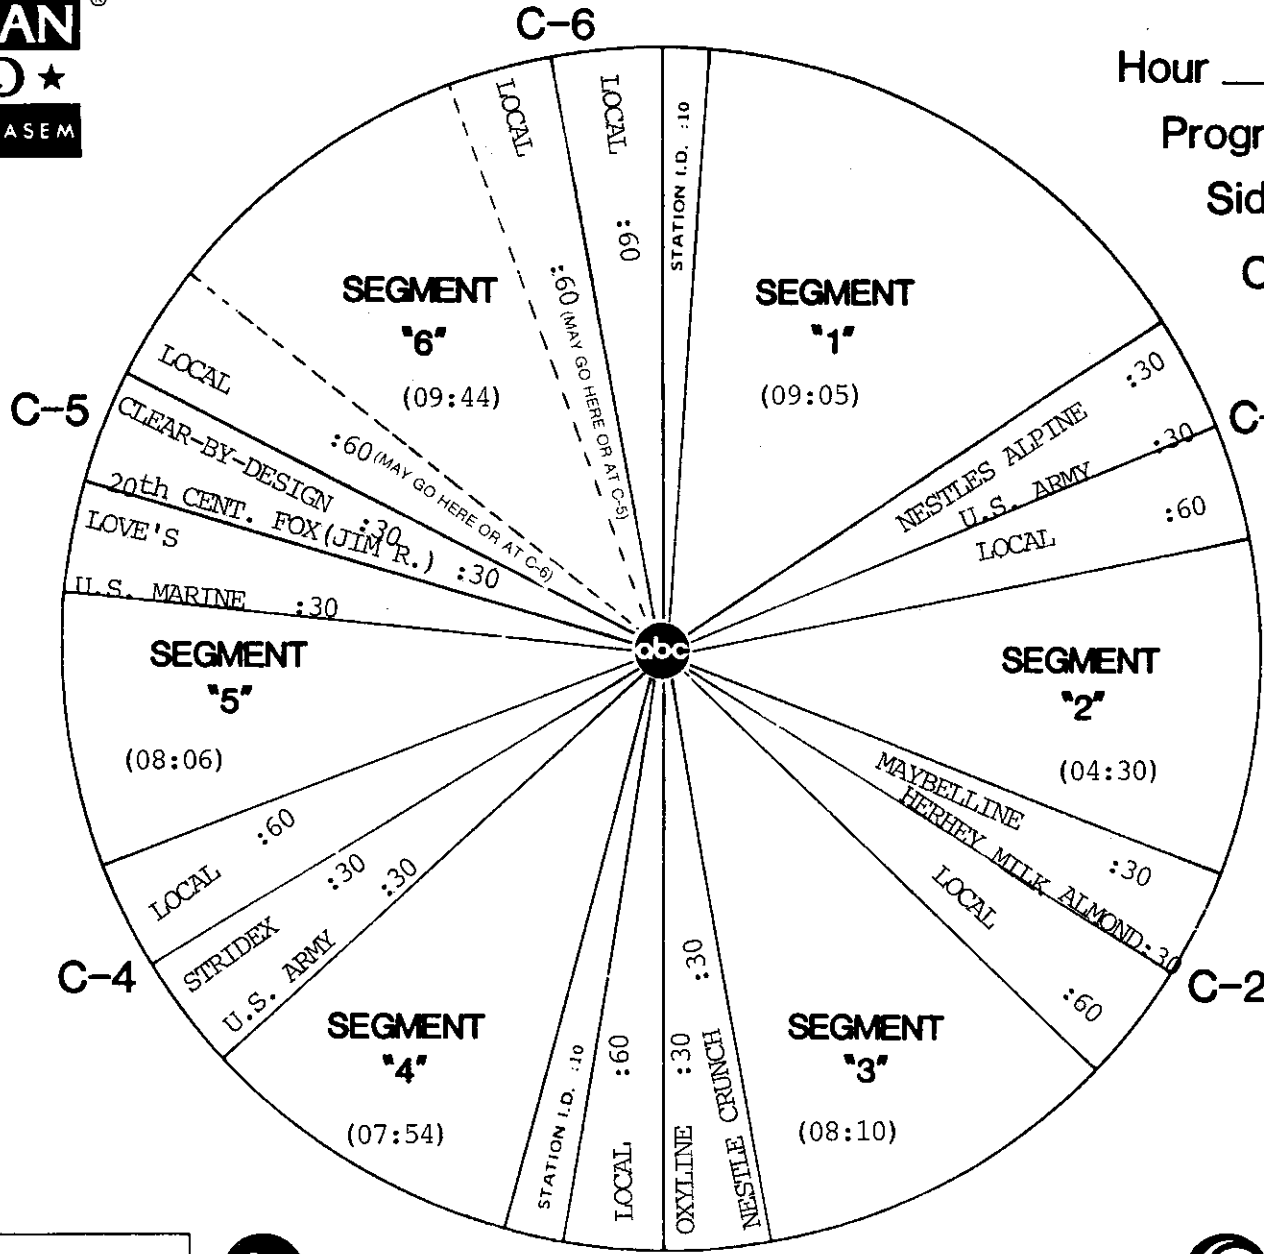 AN ®
★
ASEM
C-6
Hour
Progr
Sid
STATION I.D. :10
SEGMENT
"1"
(09:05)
NESTLES ALPINE :30
U.S. ARMY :30
LOCAL :60
SEGMENT
"2"
(04:30)
MAYBELLINE :30
HERHEY MILK ALMOND :30
C-2
LOCAL :60
SEGMENT
"3"
(08:10)
NESTLE CRUNCH :30
OXYLINE :30
LOCAL :60
STATION I.D. :10
SEGMENT
"4"
(07:54)
U.S. ARMY :30
STRIDEX :30
C-4
LOCAL :60
SEGMENT
"5"
(08:06)
U.S. MARINE :30
LOVE'S
20th CENT. FOX (JIM R.) :30
CLEAR-BY-DESIGN :30
C-5
LOCAL :60 (MAY GO HERE OR AT C-6)
SEGMENT
"6"
(09:44)
LOCAL :60 (MAY GO HERE OR AT C-5)
LOCAL :60
abc